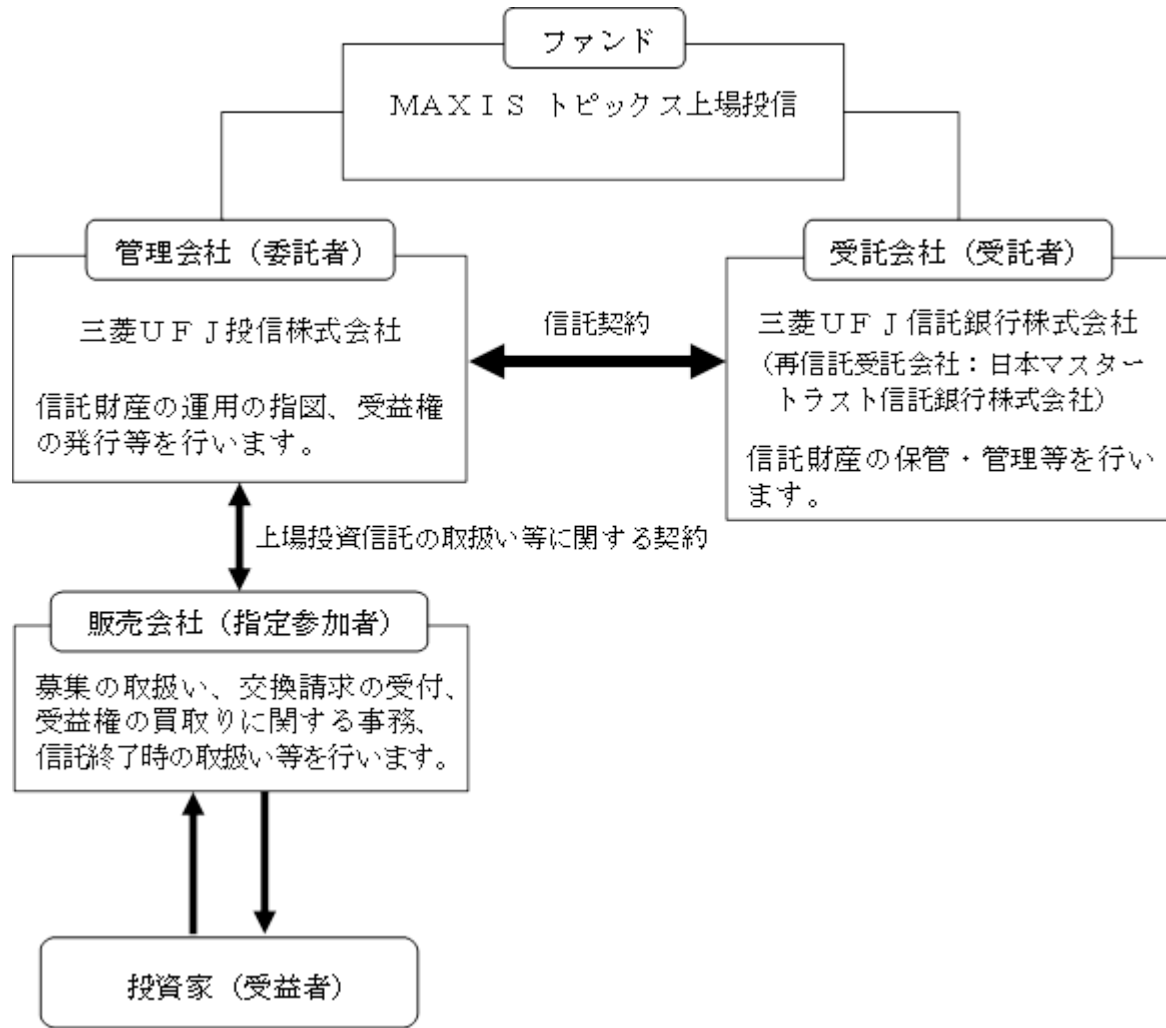 ファンド
ＭＡＸＩＳ トピックス上場投信
管理会社（委託者）
三菱ＵＦＪ投信株式会社
信託財産の運用の指図、受益権
の発行等を行います。
信託契約
受託会社（受託者）
三菱ＵＦＪ信託銀行株式会社
（再信託受託会社：日本マスター
トラスト信託銀行株式会社）
信託財産の保管・管理等を行い
ます。
上場投資信託の取扱い等に関する契約
販売会社（指定参加者）
募集の取扱い、交換請求の受付、
受益権の買取りに関する事務、
信託終了時の取扱い等を行います。
投資家（受益者）